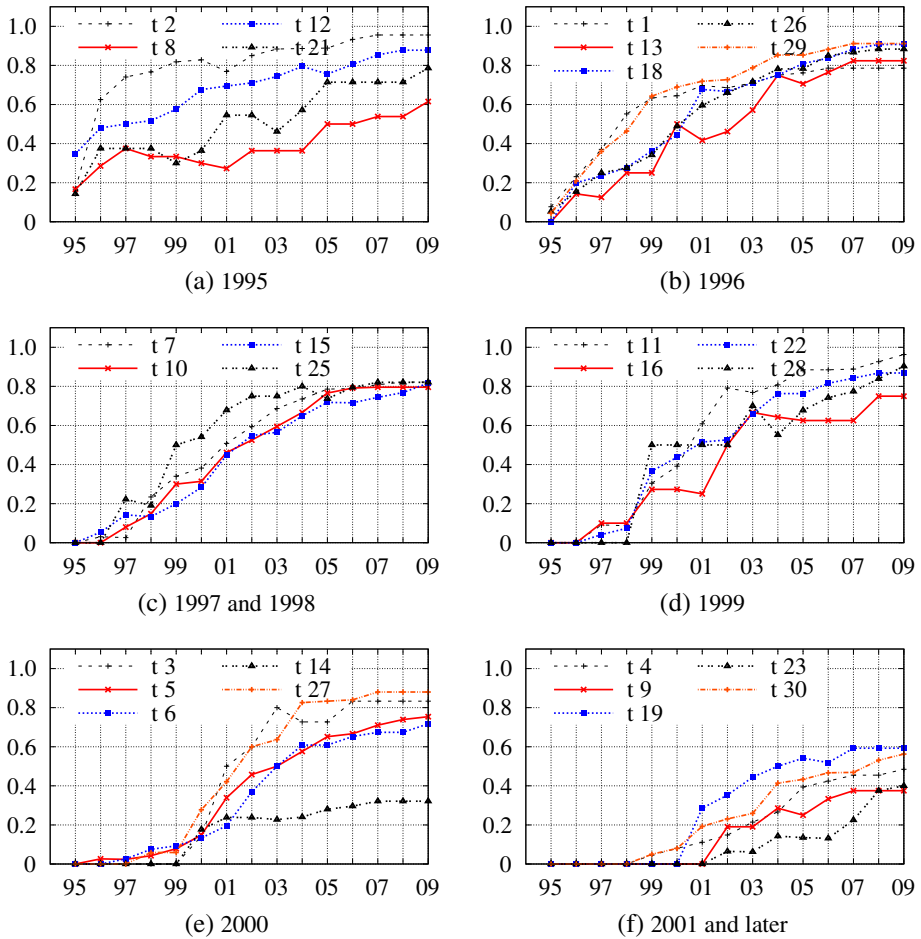 1.0 t 2 t 12
0.8 t 8 t 21
0.6
0.4
0.2
0
95 97 99 01 03 05 07 09
(a) 1995
1.0 t 1 t 26
0.8 t 13 t 29
t 18
0.6
0.4
0.2
0
95 97 99 01 03 05 07 09
(b) 1996
1.0 t 7 t 15
0.8 t 10 t 25
0.6
0.4
0.2
0
95 97 99 01 03 05 07 09
(c) 1997 and 1998
1.0 t 11 t 22
0.8 t 16 t 28
0.6
0.4
0.2
0
95 97 99 01 03 05 07 09
(d) 1999
1.0 t 3 t 14
0.8 t 5 t 27
t 6
0.6
0.4
0.2
0
95 97 99 01 03 05 07 09
(e) 2000
1.0 t 4 t 23
0.8 t 9 t 30
t 19
0.6
0.4
0.2
0
95 97 99 01 03 05 07 09
(f) 2001 and later